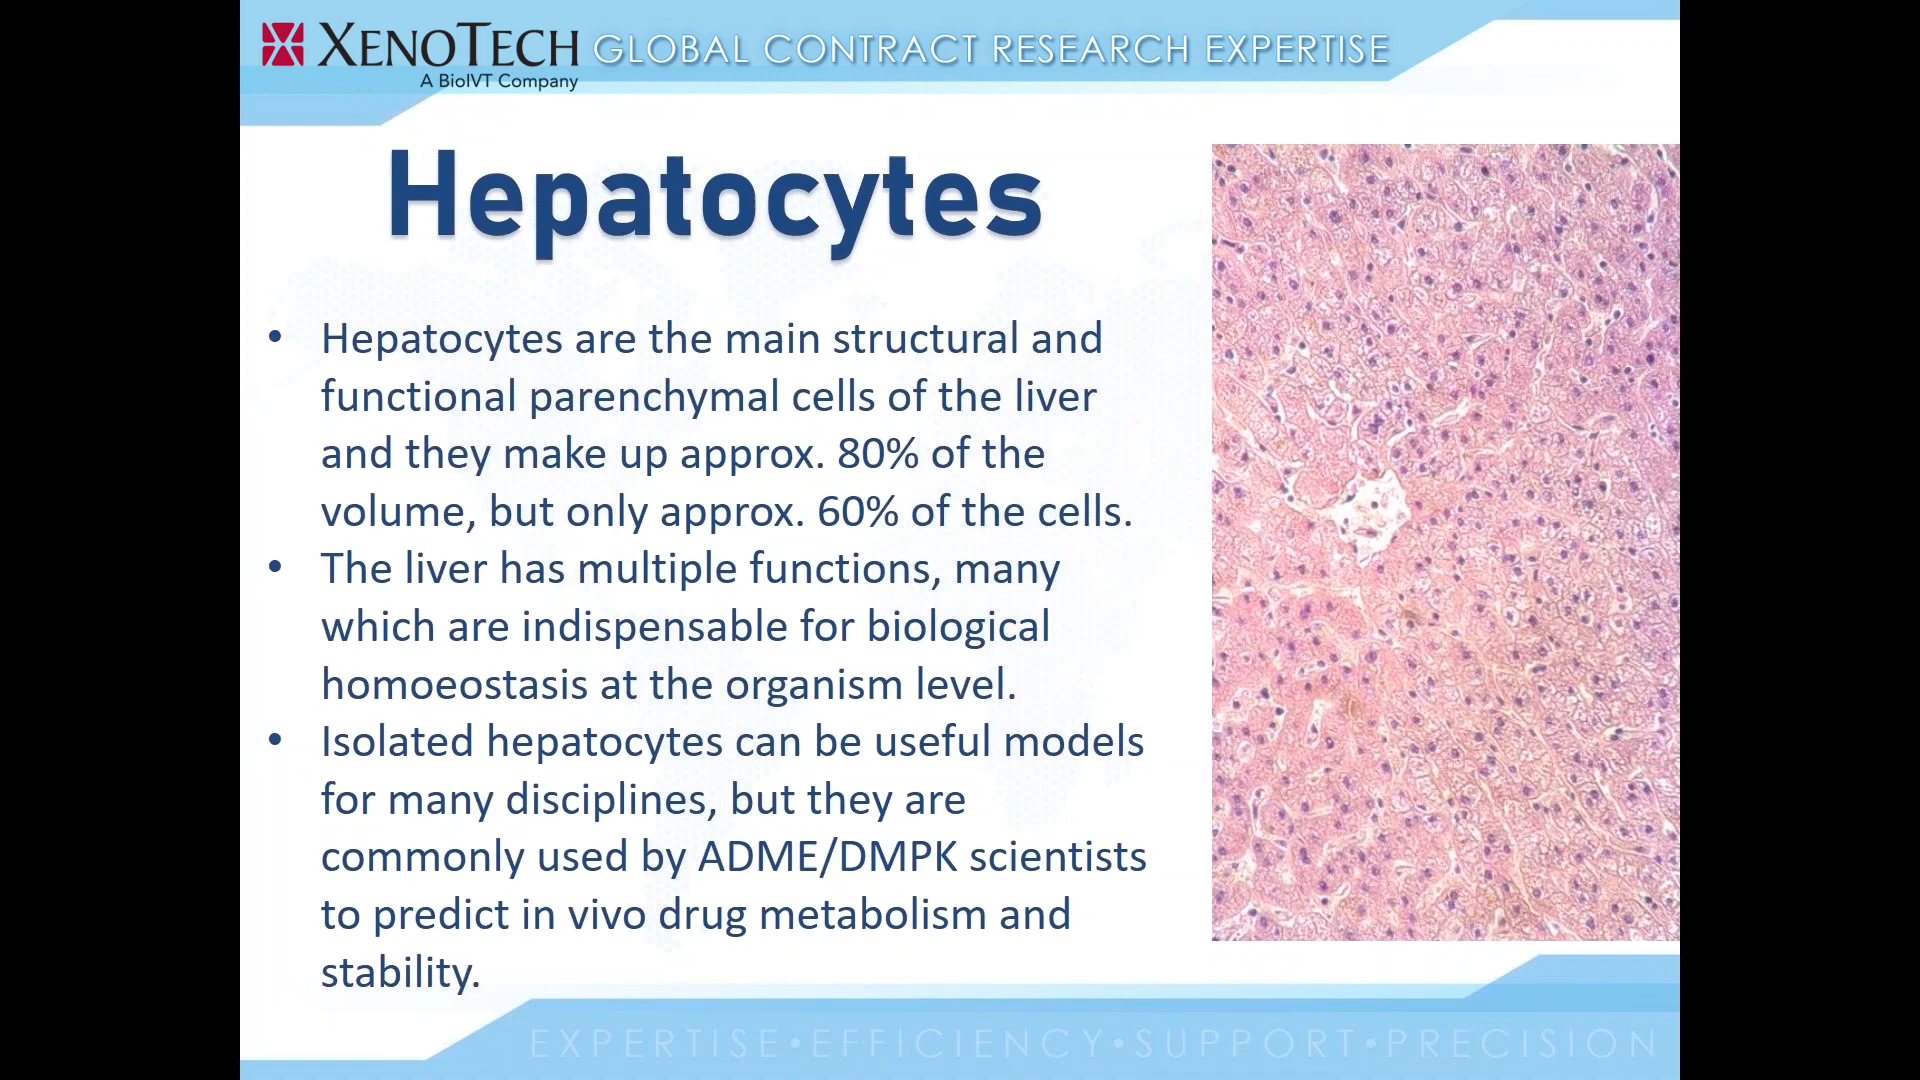 XENOTECH GLOBAL CONTRACT RESEARCH EXPERTISE
A BioIVT Company
Hepatocytes
• Hepatocytes are the main structural and
functional parenchymal cells of the liver
and they make up approx. 80% of the
volume, but only approx. 60% of the cells.
• The liver has multiple functions, many
which are indispensable for biological
homoeostasis at the organism level.
• Isolated hepatocytes can be useful models
for many disciplines, but they are
commonly used by ADME/DMPK scientists
to predict in vivo drug metabolism and
stability.
EXPERTISE•EFFICIENCY•SUPPORT•PRECISION